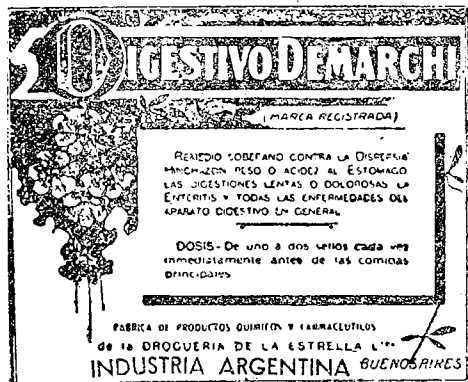 DIGESTIVO DEMARCHI
(MARCA REGISTRADA)
REMEDIO SOBERANO CONTRA LA DISPEPSIA
HINCHAZON PESO O ACIDEZ AL ESTOMAGO
LAS DIGESTIONES LENTAS O DOLOROSAS LA
ENTERITIS Y TODAS LAS ENFERMEDADES DEL
APARATO DIGESTIVO EN GENERAL
DOSIS - De uno a dos sellos cada vez
inmediatamente antes de las comidas
principales
FABRICA DE PRODUCTOS QUIMICOS Y FARMACEUTICOS
de la DROGUERIA DE LA ESTRELLA Lᵀᴰᴬ
INDUSTRIA ARGENTINA BUENOS AIRES